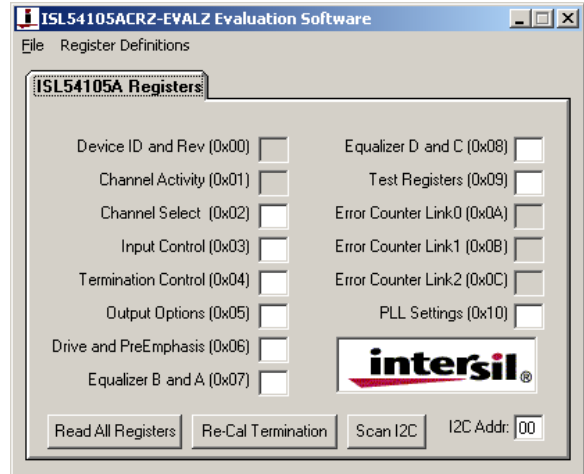 ISL54105ACRZ-EVALZ Evaluation Software
File Register Definitions
ISL54105A Registers
Device ID and Rev (0x00)
Channel Activity (0x01)
Channel Select (0x02)
Input Control (0x03)
Termination Control (0x04)
Output Options (0x05)
Drive and PreEmphasis (0x06)
Equalizer B and A (0x07)
Equalizer D and C (0x08)
Test Registers (0x09)
Error Counter Link0 (0x0A)
Error Counter Link1 (0x0B)
Error Counter Link2 (0x0C)
PLL Settings (0x10)
intersil®
Read All Registers Re-Cal Termination Scan I2C I2C Addr: 00